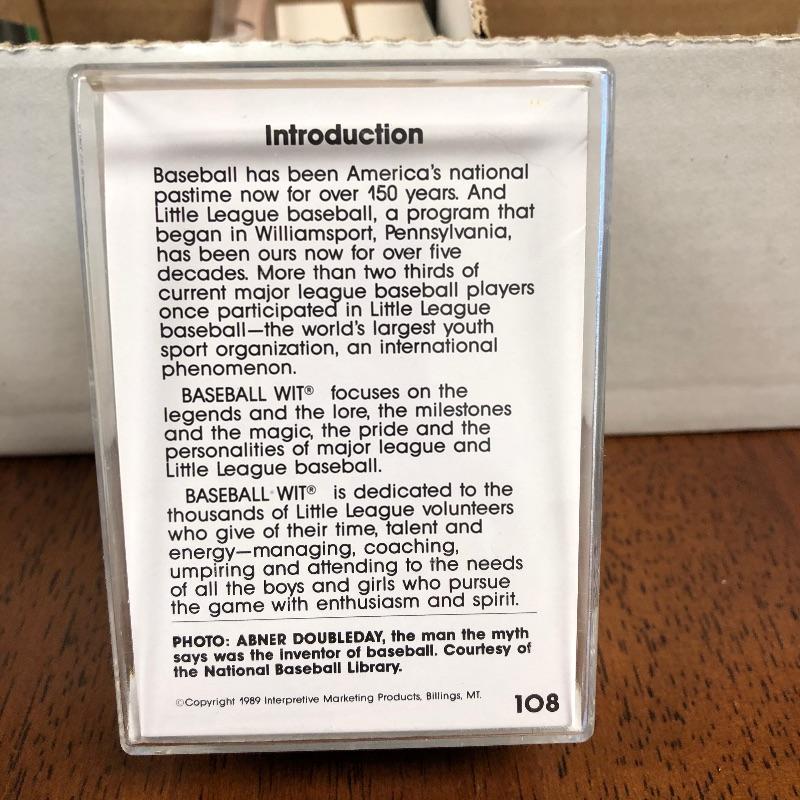 Introduction
Baseball has been America's national
pastime now for over 150 years. And
Little League baseball, a program that
began in Williamsport, Pennsylvania,
has been ours now for over five
decades. More than two thirds of
current major league baseball players
once participated in Little League
baseball—the world's largest youth
sport organization, an international
phenomenon.
BASEBALL WIT® focuses on the
legends and the lore, the milestones
and the magic, the pride and the
personalities of major league and
Little League baseball.
BASEBALL WIT® is dedicated to the
thousands of Little League volunteers
who give of their time, talent and
energy—managing, coaching,
umpiring and attending to the needs
of all the boys and girls who pursue
the game with enthusiasm and spirit.
PHOTO: ABNER DOUBLEDAY, the man the myth
says was the inventor of baseball. Courtesy of
the National Baseball Library.
©Copyright 1989 Interpretive Marketing Products, Billings, MT.
108